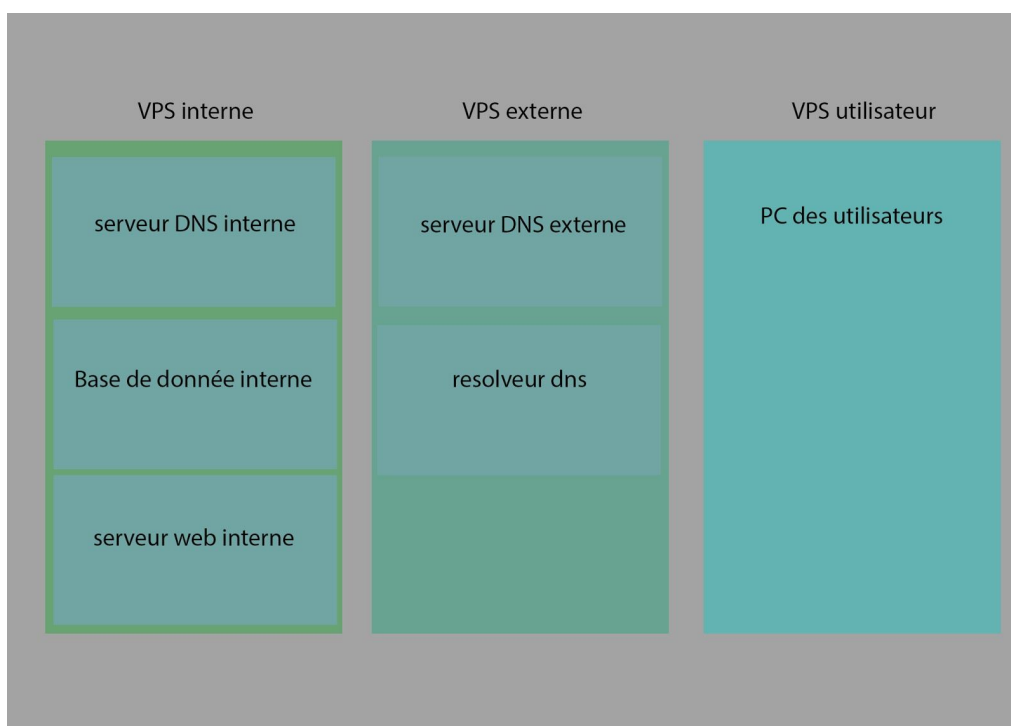 VPS interne
VPS externe
VPS utilisateur
serveur DNS interne
serveur DNS externe
PC des utilisateurs
Base de donnée interne
resolveur dns
serveur web interne